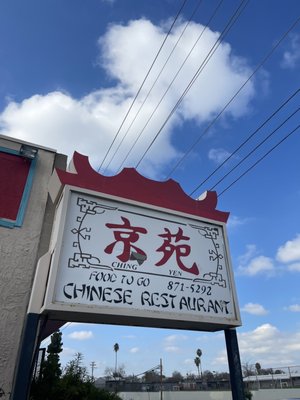 京苑
CHING YEN
FOOD TO GO 871-5292
CHINESE RESTAURANT